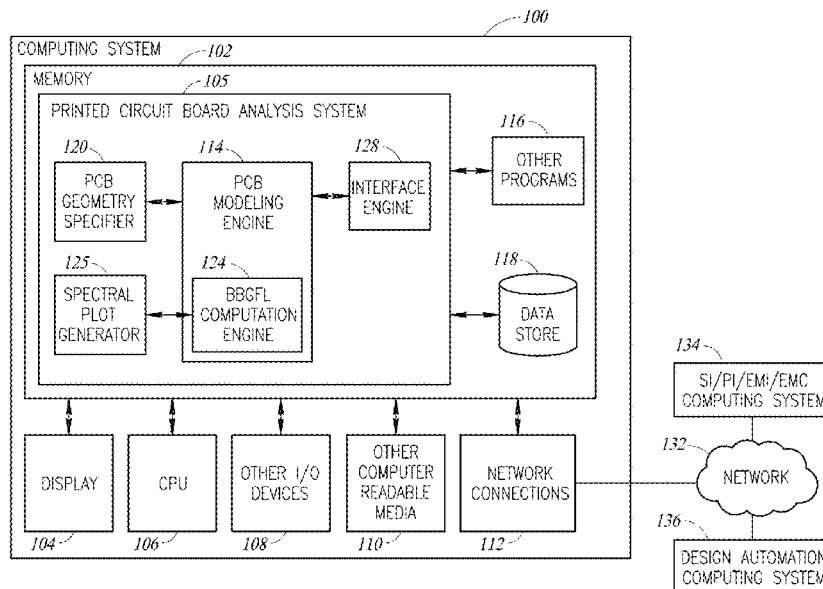 100
COMPUTING SYSTEM
102
MEMORY
105
PRINTED CIRCUIT BOARD ANALYSIS SYSTEM
120
PCB
GEOMETRY
SPECIFIER
114
PCB
MODELING
ENGINE
128
INTERFACE
ENGINE
116
OTHER
PROGRAMS
125
SPECTRAL
PLOT
GENERATOR
124
BBGFL
COMPUTATION
ENGINE
118
DATA
STORE
134
SI/PI/EMI/EMC
COMPUTING SYSTEM
DISPLAY
104
CPU
106
OTHER I/O
DEVICES
108
OTHER
COMPUTER
READABLE
MEDIA
110
NETWORK
CONNECTIONS
112
132
NETWORK
136
DESIGN AUTOMATION
COMPUTING SYSTEM